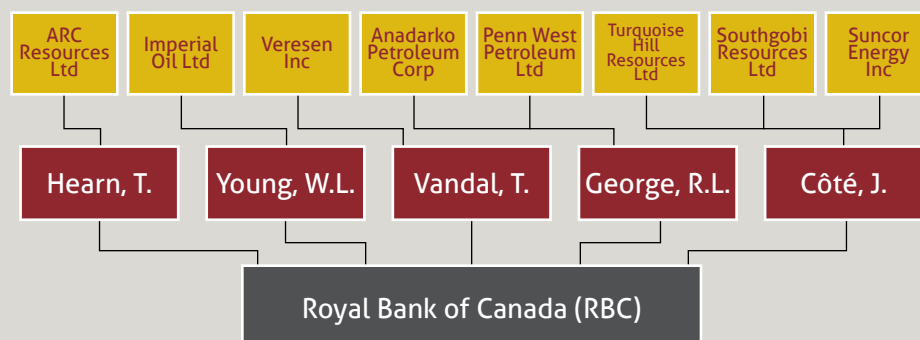 ARC
Resources
Ltd
Imperial
Oil Ltd
Veresen
Inc
Anadarko
Petroleum
Corp
Penn West
Petroleum
Ltd
Turquoise
Hill
Resources
Ltd
Southgobi
Resources
Ltd
Suncor
Energy
Inc
Hearn, T.
Young, W.L.
Vandal, T.
George, R.L.
Côté, J.
Royal Bank of Canada (RBC)